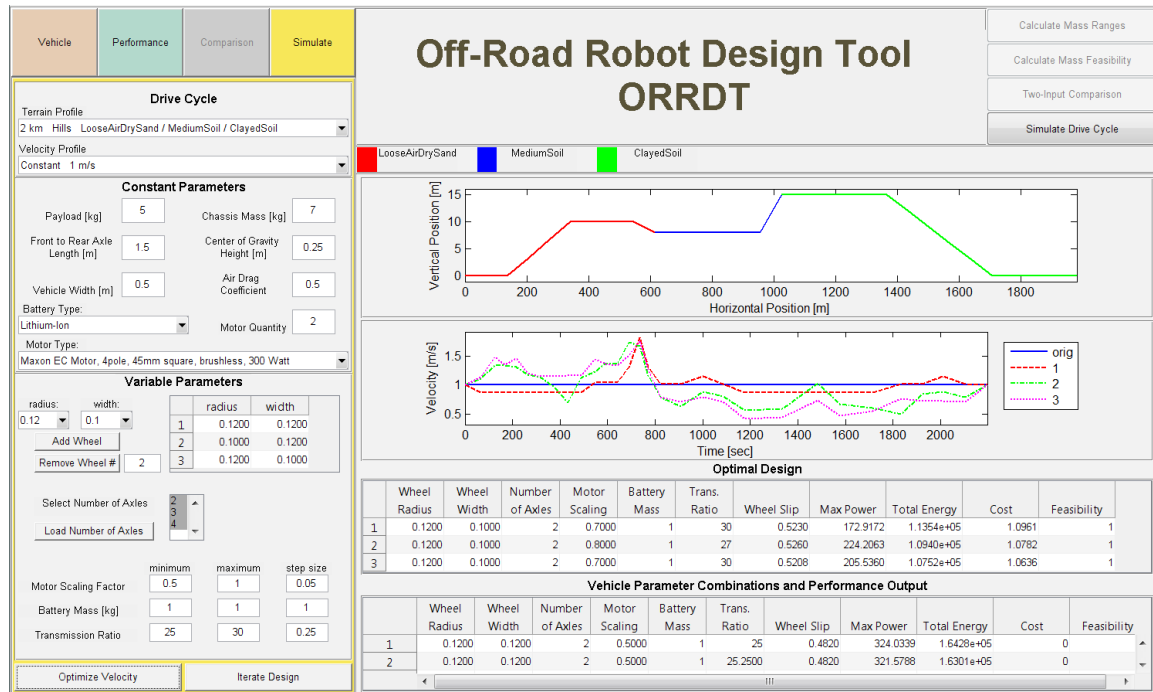 Vehicle
Performance
Comparison
Simulate
Off-Road Robot Design Tool
ORRDT
Calculate Mass Ranges
Calculate Mass Feasibility
Two-Input Comparison
Simulate Drive Cycle
Drive Cycle
Terrain Profile
2 km Hills LooseAirDrySand / MediumSoil / ClayedSoil
Velocity Profile
Constant 1 m/s
Constant Parameters
Payload [kg] 5 Chassis Mass [kg] 7
Front to Rear Axle
Length [m] 1.5
Center of Gravity
Height [m] 0.25
Vehicle Width [m] 0.5
Air Drag
Coefficient 0.5
Battery Type:
Lithium-Ion
Motor Quantity 2
Motor Type:
Maxon EC Motor, 4pole, 45mm square, brushless, 300 Watt
Variable Parameters
radius: width:
0.12 0.1
Add Wheel
Remove Wheel # 2
radius width
1 0.1200 0.1200
2 0.1000 0.1200
3 0.1200 0.1000
Select Number of Axles
2
3
4
Load Number of Axles
minimum maximum step size
Motor Scaling Factor 0.5 1 0.05
Battery Mass [kg] 1 1 1
Transmission Ratio 25 30 0.25
Optimize Velocity
Iterate Design
LooseAirDrySand MediumSoil ClayedSoil
Vertical Position [m]
15
10
5
0
0 200 400 600 800 1000 1200 1400 1600 1800
Horizontal Position [m]
Velocity [m/s]
1.5
1
0.5
0 200 400 600 800 1000 1200 1400 1600 1800 2000
Time [sec]
orig
1
2
3
Optimal Design
Wheel Wheel Number Motor Battery Trans.
Radius Width of Axles Scaling Mass Ratio Wheel Slip Max Power Total Energy Cost Feasibility
1 0.1200 0.1000 2 0.7000 1 30 0.5230 172.9172 1.1354e+05 1.0961 1
2 0.1200 0.1000 2 0.8000 1 27 0.5260 224.2063 1.0940e+05 1.0782 1
3 0.1200 0.1000 2 0.7000 1 30 0.5208 205.5360 1.0752e+05 1.0636 1
Vehicle Parameter Combinations and Performance Output
Wheel Wheel Number Motor Battery Trans.
Radius Width of Axles Scaling Mass Ratio Wheel Slip Max Power Total Energy Cost Feasibility
1 0.1200 0.1200 2 0.5000 1 25 0.4820 324.0339 1.6428e+05 0
2 0.1200 0.1200 2 0.5000 1 25.2500 0.4820 321.5788 1.6301e+05 0